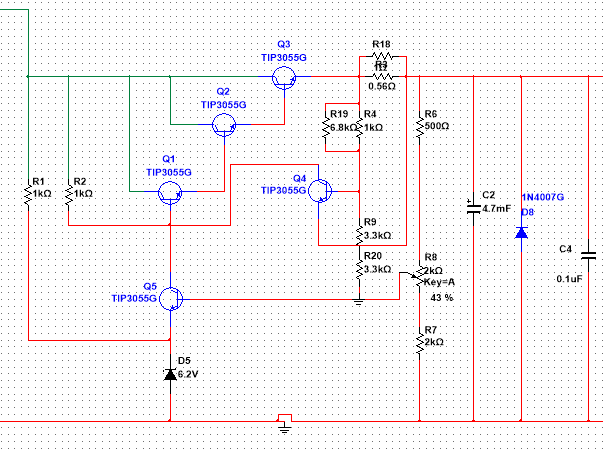 R18
1Ω
R3
0.56Ω
Q3
TIP3055G
Q2
TIP3055G
R19
6.8kΩ
R4
1kΩ
R6
500Ω
Q1
TIP3055G
Q4
TIP3055G
R1
1kΩ
R2
1kΩ
C2
4.7mF
1N4007G
D8
R9
3.3kΩ
R20
3.3kΩ
R8
2kΩ
Key=A
43 %
C4
0.1uF
Q5
TIP3055G
R7
2kΩ
D5
6.2V